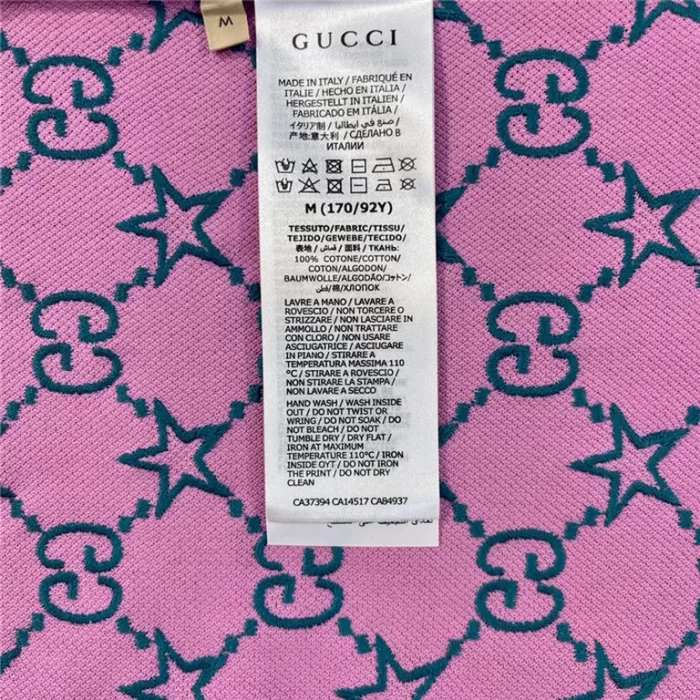 M
GUCCI
MADE IN ITALY / FABRIQUÉ EN
ITALIE / HECHO EN ITALIA /
HERGESTELLT IN ITALIEN /
FABRICADO EM ITÁLIA /
イタリア制 / صنع في ايطاليا /
产地:意大利 / СДЕЛАНО В
ИТАЛИИ
M (170/92Y)
TESSUTO/FABRIC/TISSU/
TEJIDO/GEWEBE/TECIDO/
表地 / قماش / 面料 / ТКАНЬ:
100% COTONE/COTTON/
COTON/ALGODON/
BAUMWOLLE/ALGODÃO/コットン/
قطن/棉/ХЛОПОК
LAVRE A MANO / LAVARE A
ROVESCIO / NON TORCERE O
STRIZZARE / NON LASCIARE IN
AMMOLLO / NON TRATTARE
CON CLORO / NON USARE
ASCIUGATRICE / ASCIUGARE
IN PIANO / STIRARE A
TEMPERATURA MASSIMA 110
°C / STIRARE A ROVESCIO /
NON STIRARE LA STAMPA /
NON LAVARE A SECCO
HAND WASH / WASH INSIDE
OUT / DO NOT TWIST OR
WRING / DO NOT SOAK / DO
NOT BLEACH / DO NOT
TUMBLE DRY / DRY FLAT /
IRON AT MAXIMUM
TEMPERATURE 110°C / IRON
INSIDE OYT / DO NOT IRON
PRINT / DO NOT DRY
CLEAN
CA37394 CA14517 CA84937